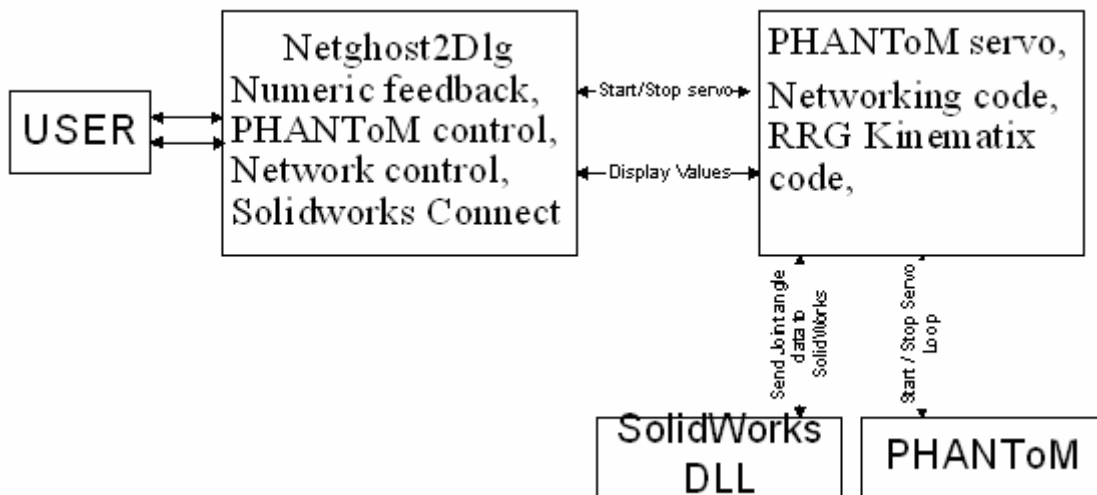 Netghost2Dlg
Numeric feedback,
PHANToM control,
Network control,
Solidworks Connect
USER
Start/Stop servo
Display Values
PHANToM servo,
Networking code,
RRG Kinematix
code,
Send Joint angle
data to
SolidWorks
Start / Stop Servo
Loop
SolidWorks
DLL
PHANToM